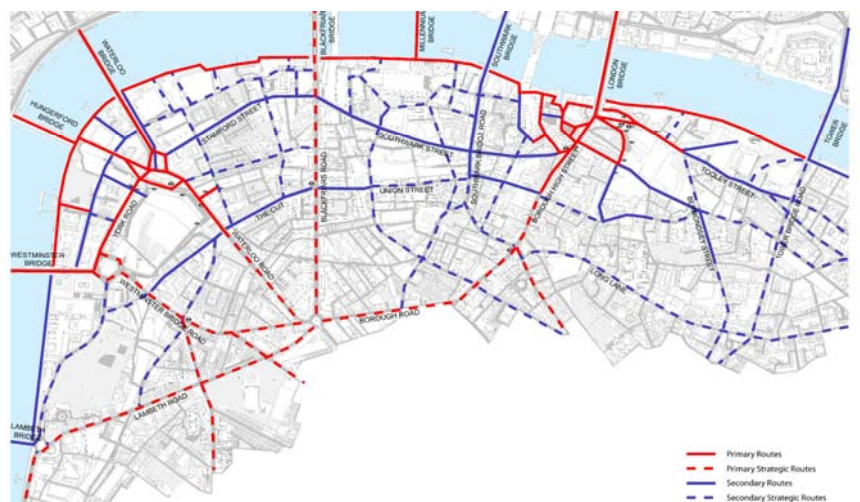 WATERLOO
BRIDGE
BLACKFRIARS
BRIDGE
MILLENNIUM
BRIDGE
SOUTHWARK
BRIDGE
LONDON
BRIDGE
HUNGERFORD
BRIDGE
TOWER
BRIDGE
STAMFORD STREET
SOUTHWARK STREET
SOUTHWARK BRIDGE ROAD
BLACKFRIARS ROAD
UNION STREET
BOROUGH HIGH STREET
TOOLEY STREET
THE CUT
YORK ROAD
WATERLOO ROAD
BERMONDSEY STREET
TOWER BRIDGE ROAD
WESTMINSTER
BRIDGE
WESTMINSTER BRIDGE ROAD
LONG LANE
BOROUGH ROAD
LAMBETH ROAD
LAMBETH
BRIDGE
Primary Routes
Primary Strategic Routes
Secondary Routes
Secondary Strategic Routes